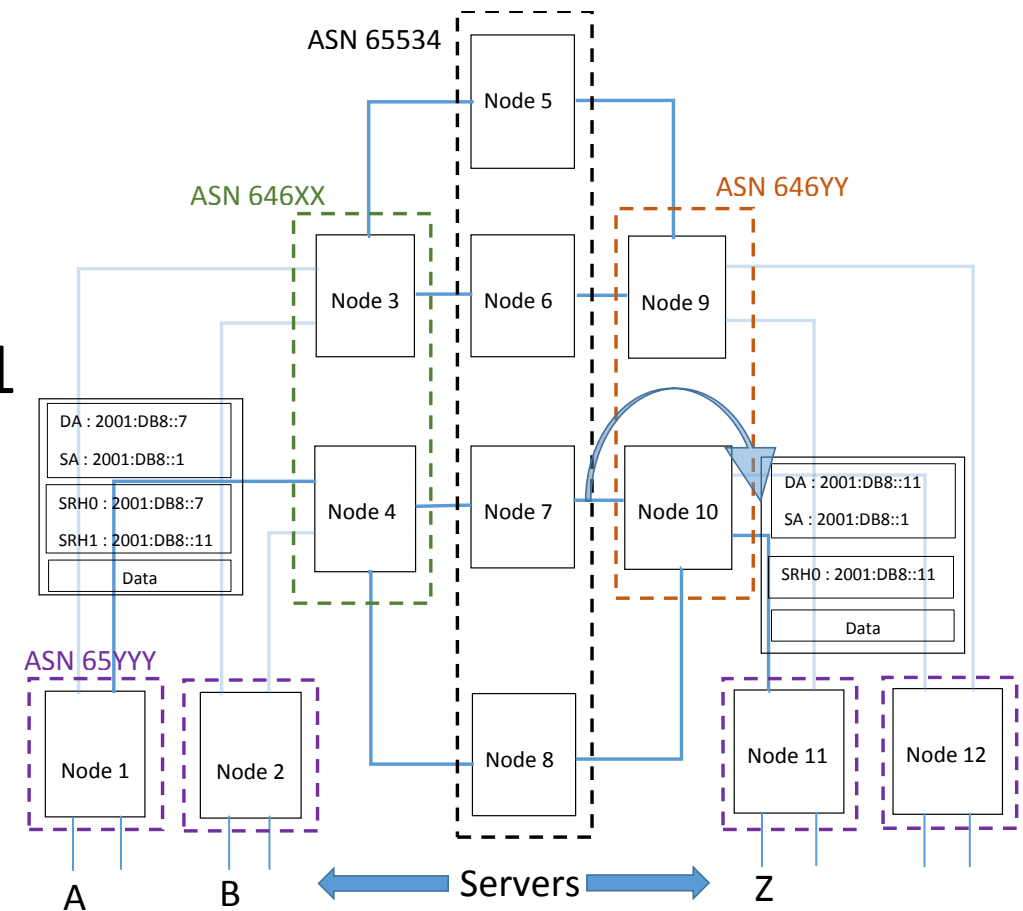 ASN 65534
Node 5
ASN 646XX
ASN 646YY
Node 3
Node 6
Node 9
1
DA : 2001:DB8::7
SA : 2001:DB8::1
SRH0 : 2001:DB8::7
SRH1 : 2001:DB8::11
Data
Node 4
Node 7
Node 10
DA : 2001:DB8::11
SA : 2001:DB8::1
SRH0 : 2001:DB8::11
Data
ASN 65YYY
Node 1
Node 2
Node 8
Node 11
Node 12
A
B
Servers
Z